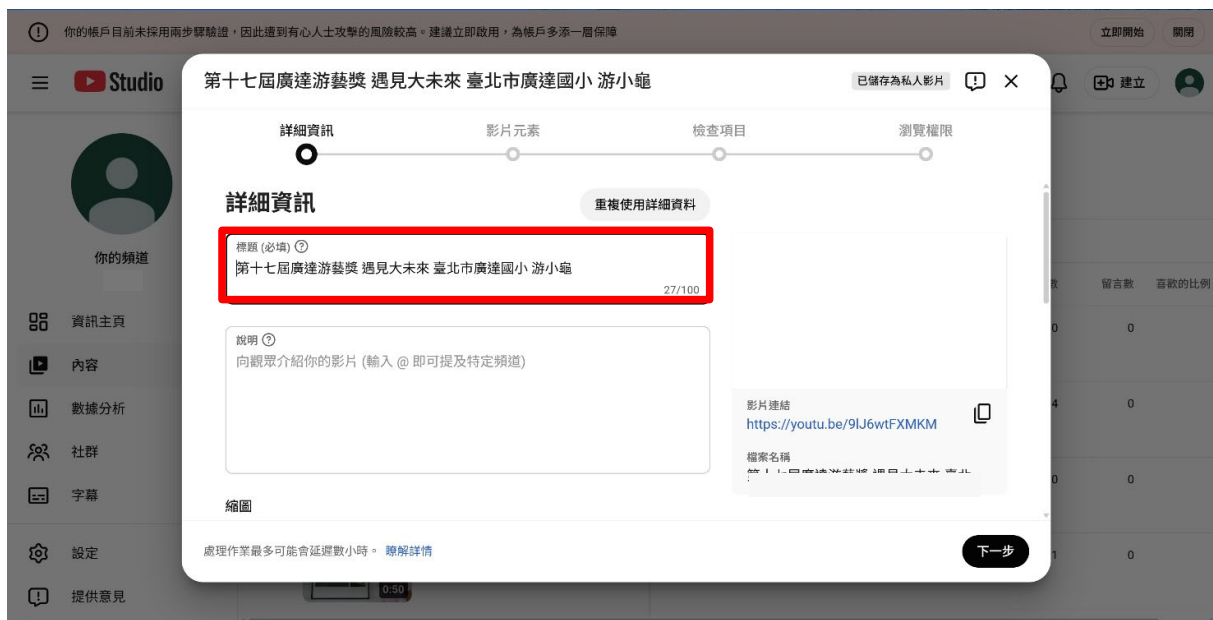 你的帳戶目前未採用兩步驟驗證，因此遭到有心人士攻擊的風險較高。建議立即啟用，為帳戶多添一層保障
立即開始
關閉
Studio
建立
第十七屆廣達游藝獎 遇見大未來 臺北市廣達國小 游小龜
已儲存為私人影片
詳細資訊
影片元素
檢查項目
瀏覽權限
詳細資訊
重複使用詳細資料
標題 (必填)
第十七屆廣達游藝獎 遇見大未來 臺北市廣達國小 游小龜
27/100
說明
向觀眾介紹你的影片 (輸入 @ 即可提及特定頻道)
縮圖
影片連結
https://youtu.be/9lJ6wtFXMKM
檔案名稱
處理作業最多可能會延遲數小時。 瞭解詳情
下一步
你的頻道
資訊主頁
內容
數據分析
社群
字幕
設定
提供意見
數 留言數 喜歡的比例
0 0
4 0
0 0
1 0
0:50